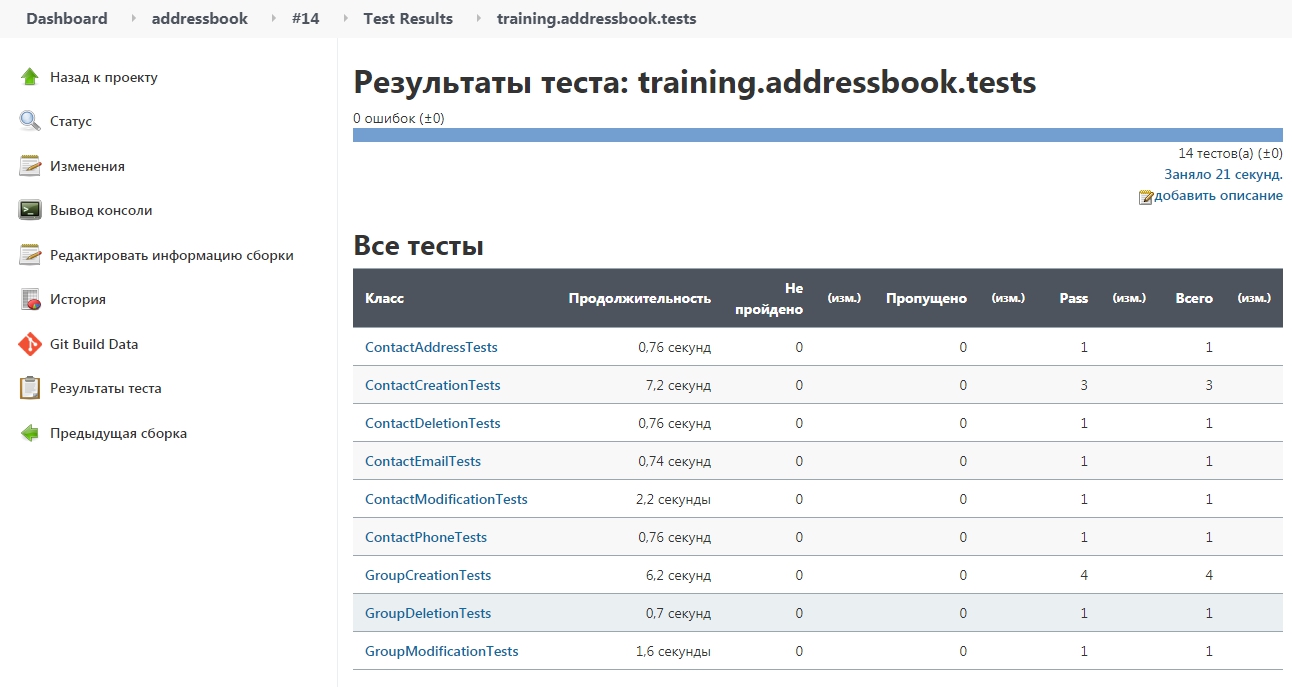 Dashboard addressbook #14 Test Results training.addressbook.tests
Назад к проекту
Статус
Изменения
Вывод консоли
Редактировать информацию сборки
История
Git Build Data
Результаты теста
Предыдущая сборка
Результаты теста: training.addressbook.tests
0 ошибок (±0)
14 тестов(а) (±0)
Заняло 21 секунд.
добавить описание
Все тесты
Класс Продолжительность Не пройдено (изм.) Пропущено (изм.) Pass (изм.) Всего (изм.)
ContactAddressTests 0,76 секунд 0 0 1 1
ContactCreationTests 7,2 секунд 0 0 3 3
ContactDeletionTests 0,76 секунд 0 0 1 1
ContactEmailTests 0,74 секунд 0 0 1 1
ContactModificationTests 2,2 секунды 0 0 1 1
ContactPhoneTests 0,76 секунд 0 0 1 1
GroupCreationTests 6,2 секунд 0 0 4 4
GroupDeletionTests 0,7 секунд 0 0 1 1
GroupModificationTests 1,6 секунды 0 0 1 1